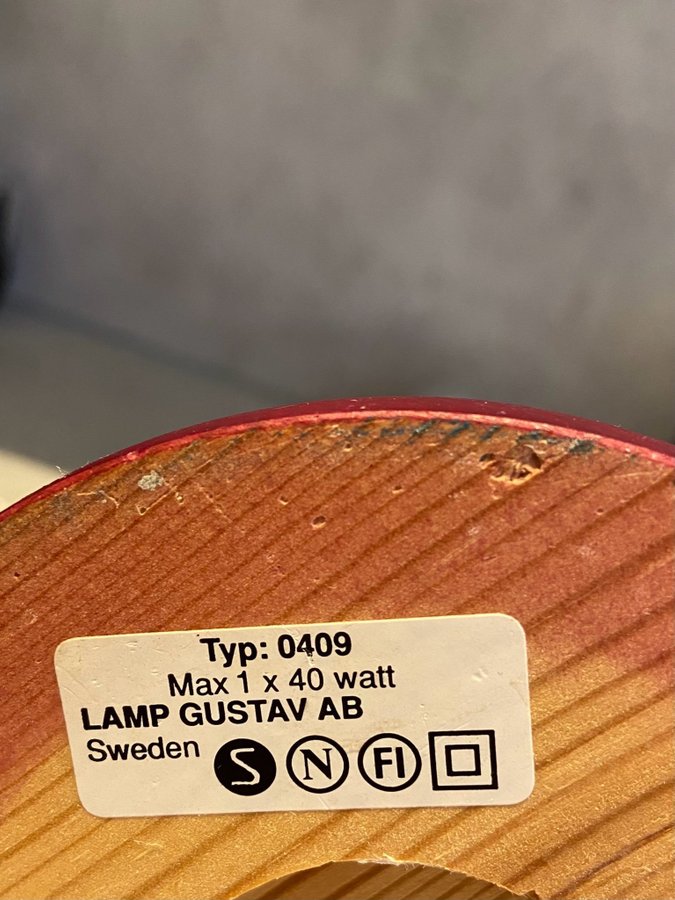 Typ: 0409
Max 1 x 40 watt
LAMP GUSTAV AB
Sweden S N FI